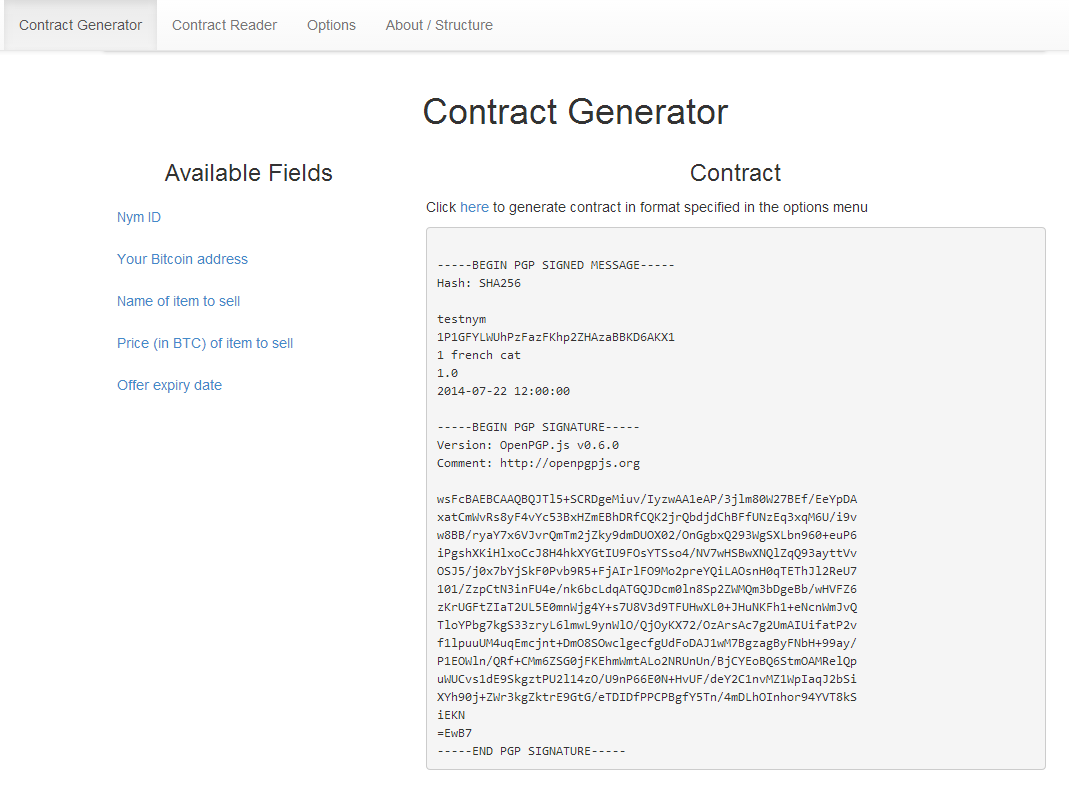 Contract Generator
Contract Reader
Options
About / Structure
Contract Generator
Available Fields
Nym ID
Your Bitcoin address
Name of item to sell
Price (in BTC) of item to sell
Offer expiry date
Contract
Click here to generate contract in format specified in the options menu
-----BEGIN PGP SIGNED MESSAGE-----
Hash: SHA256
testnym
1P1GFYLWUhPzFazFKhp2ZHAzaBBKD6AKX1
1 french cat
1.0
2014-07-22 12:00:00
-----BEGIN PGP SIGNATURE-----
Version: OpenPGP.js v0.6.0
Comment: http://openpgpjs.org
wsFcBAEBCAAQBQJTl5+SCRDgeMiuv/IyzwAA1eAP/3jlm80W27BEf/EeYpDA
xatCmWvRs8yF4vYc53BxHZmEBhDRfCQK2jrQbdjdChBFfUNzEq3xqM6U/i9v
w8BB/ryaY7x6VJvrQmTm2jZky9dmDUOX02/OnGgbxQ293WgSXLbn960+euP6
iPgshXKiHlxoCcJ8H4hkXYGtIU9FOsYTSso4/NV7wHSBwXNQlZqQ93ayttVv
OSJ5/j0x7bYjSkF0Pvb9R5+FjAIrlFO9Mo2preYQiLAOsnH0qTEThJl2ReU7
101/ZzpCtN3inFU4e/nk6bcLdqATGQJDcm0ln8Sp2ZWMQm3bDgeBb/wHVFZ6
zKrUGFtZIaT2UL5E0mnWjg4Y+s7U8V3d9TFUHwXL0+JHuNKFh1+eNcnWmJvQ
TloYPbg7kgS33zryL6lmwL9ynWlO/QjOyKX72/OzArsAc7g2UmAIUifatP2v
f1lpuuUM4uqEmcjnt+DmO8SOwclgecfgUdFoDAJ1wM7BgzagByFNbH+99ay/
P1EOWln/QRf+CMm6ZSG0jFKEhmWmtALo2NRUnUn/BjCYEoBQ6StmOAMRelQp
uWUCvs1dE9SkgztPU2l14zO/U9nP66E0N+HvUF/deY2C1nvMZ1WpIaqJ2bSi
XYh90j+ZWr3kgZktrE9GtG/eTDIDfPPCPBgfY5Tn/4mDLhOInhor94YVT8kS
iEKN
=EwB7
-----END PGP SIGNATURE-----